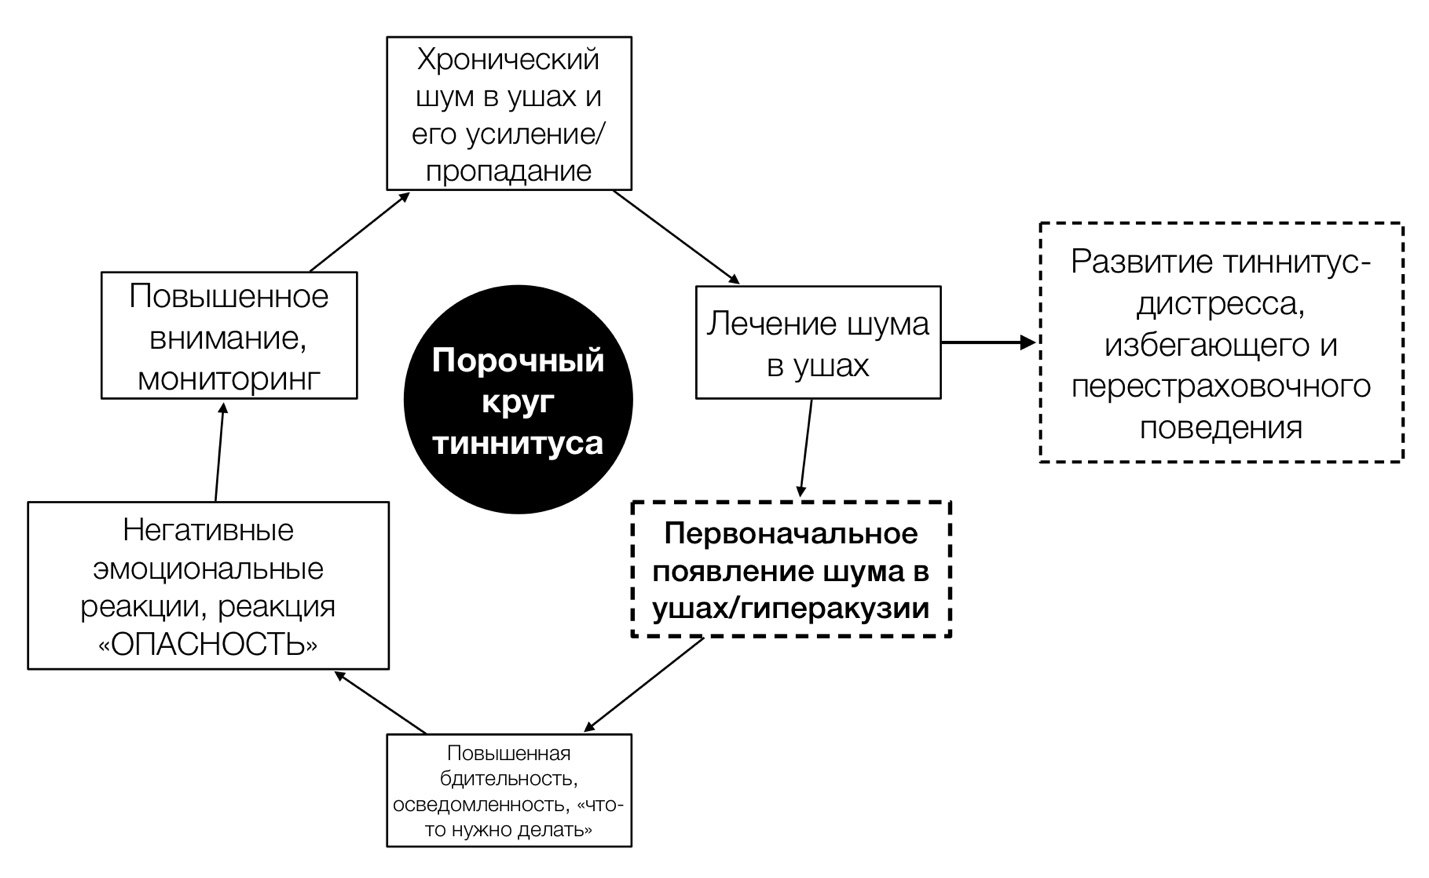 Хронический
шум в ушах и
его усиление/
пропадание
Развитие тиннитус-
дистресса,
избегающего и
перестраховочного
поведения
Повышенное
внимание,
мониторинг
Порочный
круг
тиннитуса
Лечение шума
в ушах
Негативные
эмоциональные
реакции, реакция
«ОПАСНОСТЬ»
Первоначальное
появление шума в
ушах/гиперакузии
Повышенная
бдительность,
осведомленность, «что-
то нужно делать»